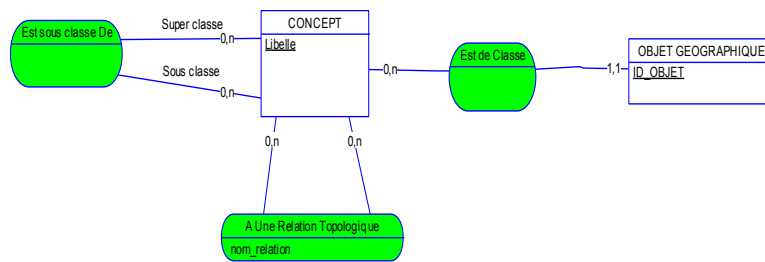 Est sous classe De
Super classe
0,n
Sous classe
0,n
CONCEPT
Libelle
0,n
Est de Classe
1,1
OBJET GEOGRAPHIQUE
ID_OBJET
0,n
0,n
A Une Relation Topologique
nom_relation